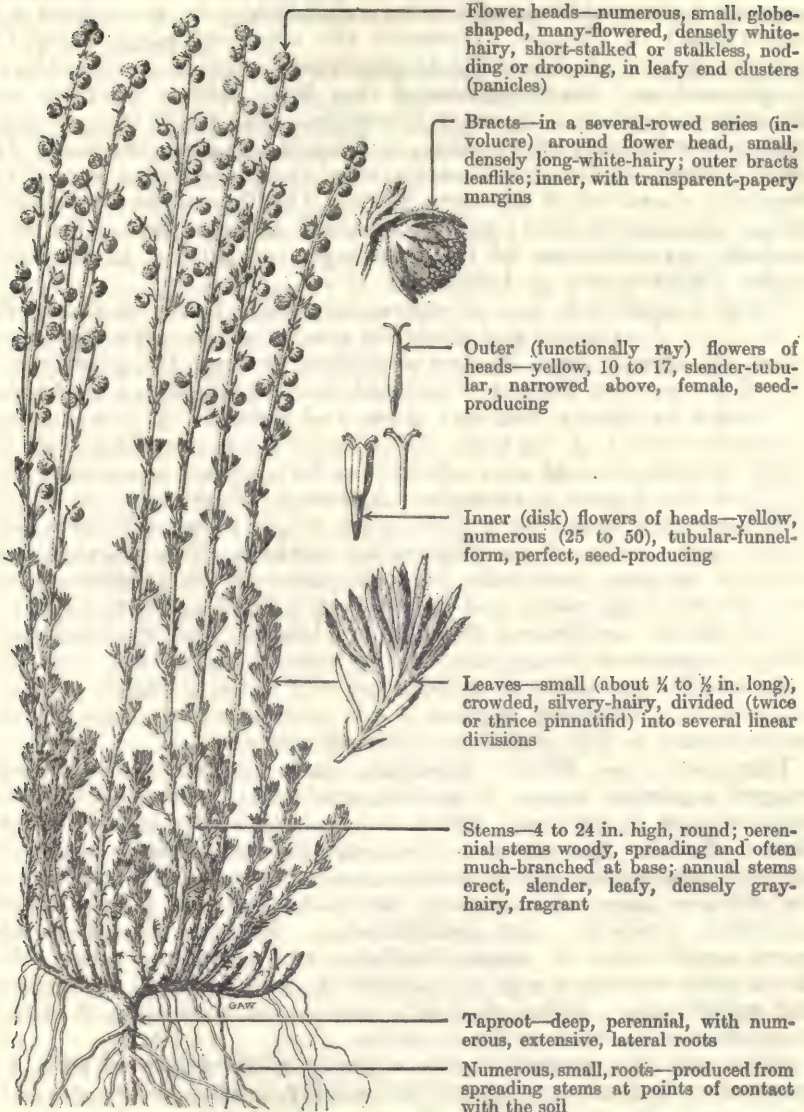 Flower heads—numerous, small, globe-
shaped, many-flowered, densely white-
hairy, short-stalked or stalkless, nod-
ding or drooping, in leafy end clusters
(panicles)
Bracts—in a several-rowed series (in-
volucre) around flower head, small,
densely long-white-hairy; outer bracts
leaflike; inner, with transparent-papery
margins
Outer (functionally ray) flowers of
heads—yellow, 10 to 17, slender-tubu-
lar, narrowed above, female, seed-
producing
Inner (disk) flowers of heads—yellow,
numerous (25 to 50), tubular-funnel-
form, perfect, seed-producing
Leaves—small (about ¼ to ½ in. long),
crowded, silvery-hairy, divided (twice
or thrice pinnatifid) into several linear
divisions
Stems—4 to 24 in. high, round; peren-
nial stems woody, spreading and often
much-branched at base; annual stems
erect, slender, leafy, densely gray-
hairy, fragrant
GAW
Taproot—deep, perennial, with num-
erous, extensive, lateral roots
Numerous, small, roots—produced from
spreading stems at points of contact
with the soil